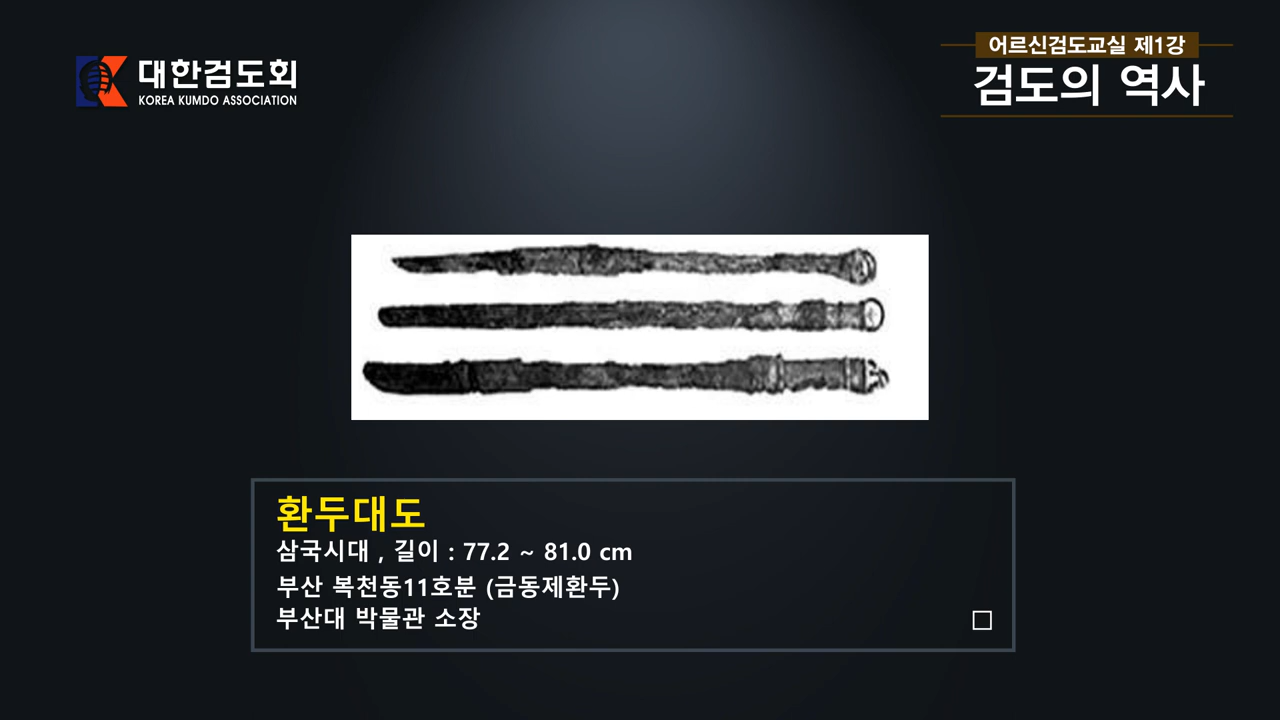 대한검도회
KOREA KUMDO ASSOCIATION
어르신검도교실 제1강
검도의 역사
환두대도
삼국시대 , 길이 : 77.2 ~ 81.0 cm
부산 복천동11호분 (금동제환두)
부산대 박물관 소장